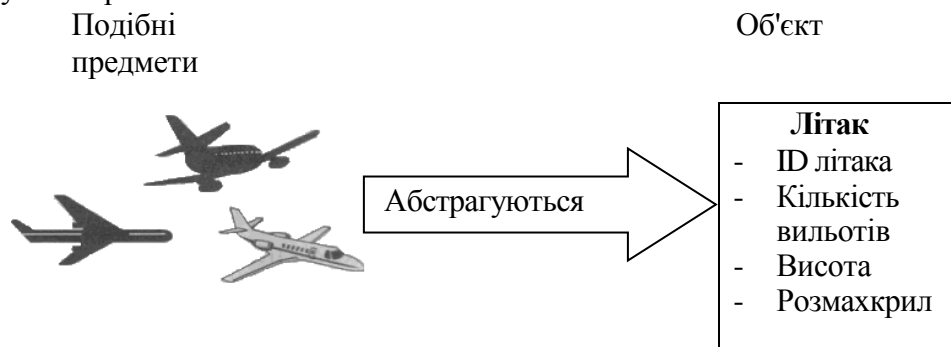 Подібні
предмети
Об'єкт
Абстрагуються
Літак
- ID літака
- Кількість
вильотів
- Висота
- Розмахкрил